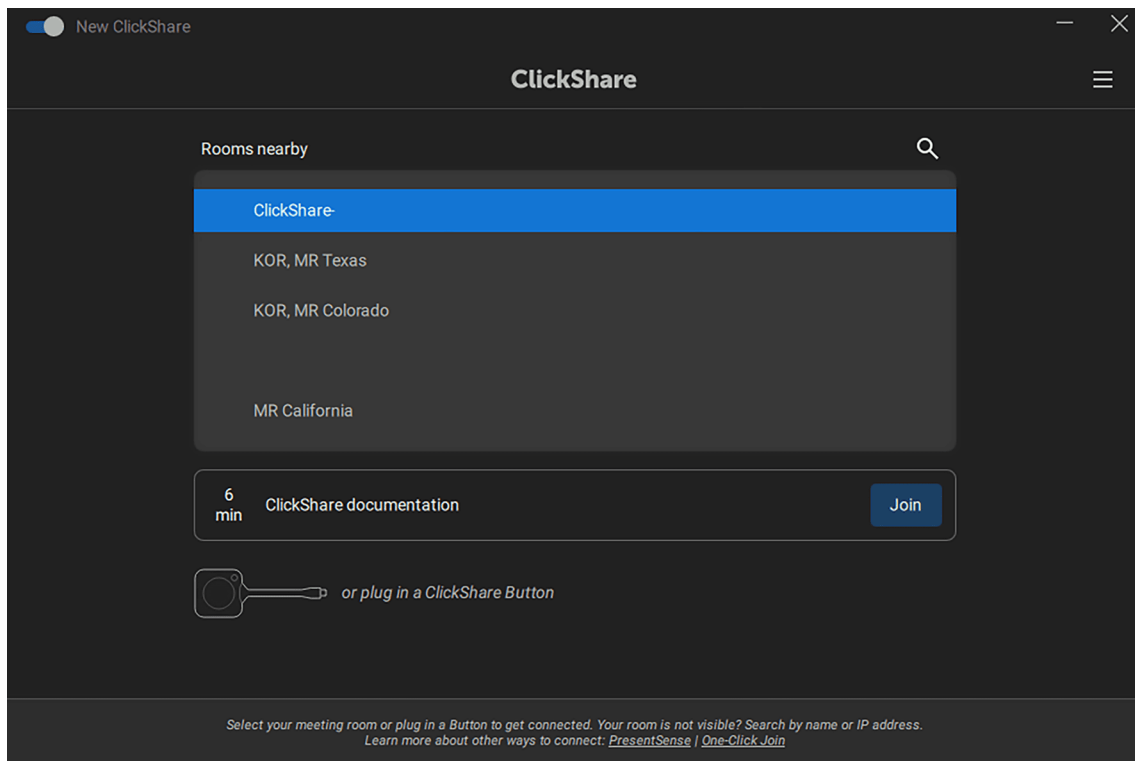 New ClickShare
ClickShare
Rooms nearby
ClickShare-
KOR, MR Texas
KOR, MR Colorado
MR California
6
min
ClickShare documentation
Join
or plug in a ClickShare Button
Select your meeting room or plug in a Button to get connected. Your room is not visible? Search by name or IP address.
Learn more about other ways to connect: PresentSense | One-Click Join